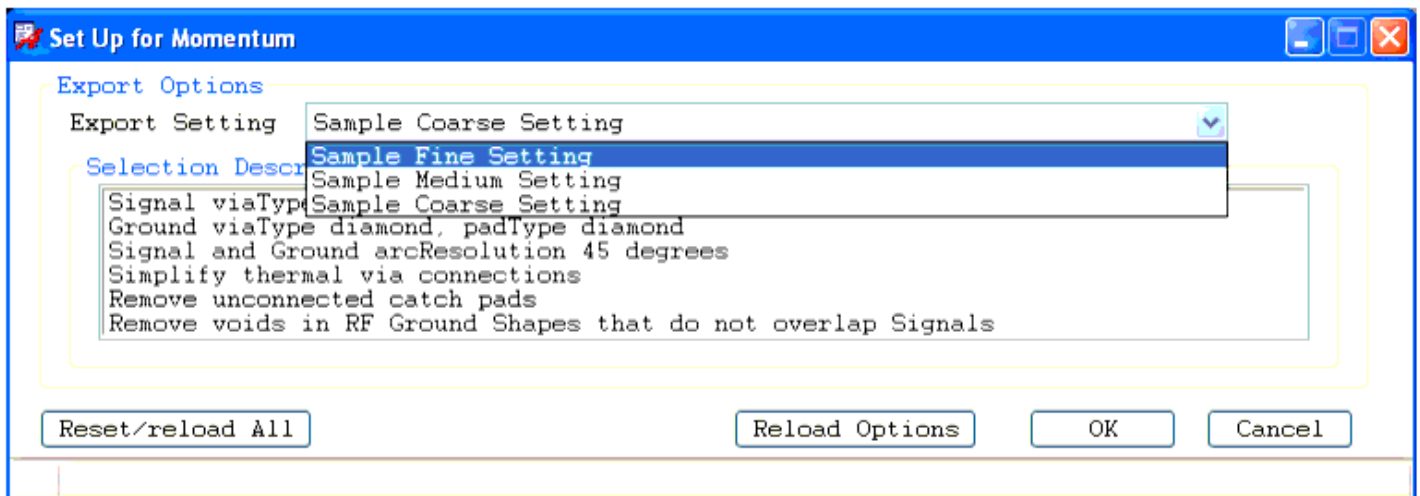 Set Up for Momentum
Export Options
Export Setting Sample Coarse Setting
Sample Fine Setting
Sample Medium Setting
Sample Coarse Setting
Selection Descr
Signal viaType
Ground viaType diamond, padType diamond
Signal and Ground arcResolution 45 degrees
Simplify thermal via connections
Remove unconnected catch pads
Remove voids in RF Ground Shapes that do not overlap Signals
Reset/reload All Reload Options OK Cancel